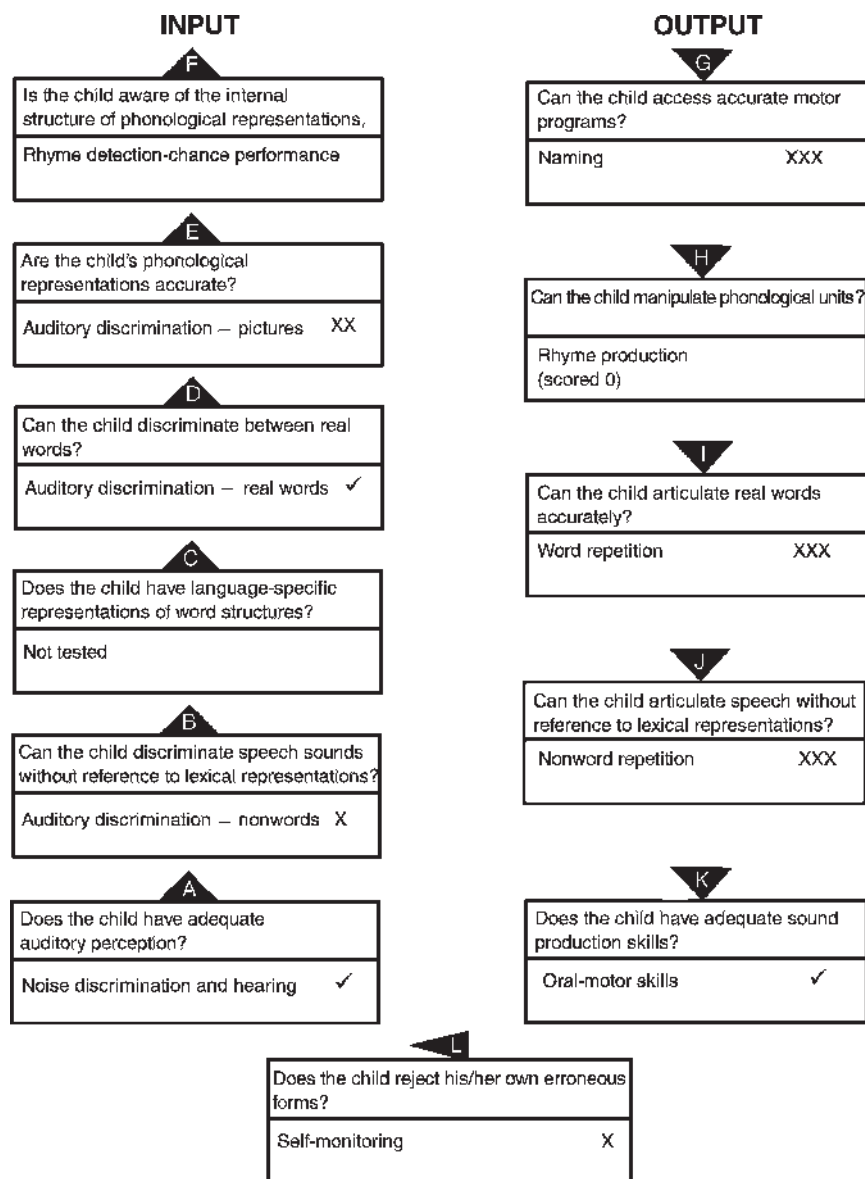 INPUT
F
Is the child aware of the internal
structure of phonological representations,
Rhyme detection-chance performance
E
Are the child's phonological
representations accurate?
Auditory discrimination – pictures XX
D
Can the child discriminate between real
words?
Auditory discrimination – real words ✓
C
Does the child have language-specific
representations of word structures?
Not tested
B
Can the child discriminate speech sounds
without reference to lexical representations?
Auditory discrimination – nonwords X
A
Does the child have adequate
auditory perception?
Noise discrimination and hearing ✓
OUTPUT
G
Can the child access accurate motor
programs?
Naming XXX
H
Can the child manipulate phonological units?
Rhyme production
(scored 0)
I
Can the child articulate real words
accurately?
Word repetition XXX
J
Can the child articulate speech without
reference to lexical representations?
Nonword repetition XXX
K
Does the child have adequate sound
production skills?
Oral-motor skills ✓
L
Does the child reject his/her own erroneous
forms?
Self-monitoring X